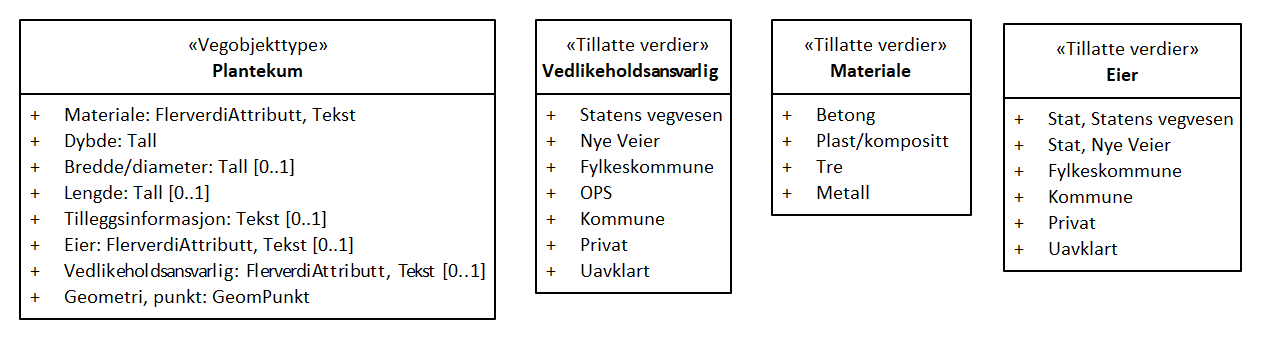 «Vegobjekttype»
Plantekum
+ Materiale: FlerverdiAttributt, Tekst
+ Dybde: Tall
+ Bredde/diameter: Tall [0..1]
+ Lengde: Tall [0..1]
+ Tilleggsinformasjon: Tekst [0..1]
+ Eier: FlerverdiAttributt, Tekst [0..1]
+ Vedlikeholdsansvarlig: FlerverdiAttributt, Tekst [0..1]
+ Geometri, punkt: GeomPunkt
«Tillatte verdier»
Vedlikeholdsansvarlig
+ Statens vegvesen
+ Nye Veier
+ Fylkeskommune
+ OPS
+ Kommune
+ Privat
+ Uavklart
«Tillatte verdier»
Materiale
+ Betong
+ Plast/kompositt
+ Tre
+ Metall
«Tillatte verdier»
Eier
+ Stat, Statens vegvesen
+ Stat, Nye Veier
+ Fylkeskommune
+ Kommune
+ Privat
+ Uavklart